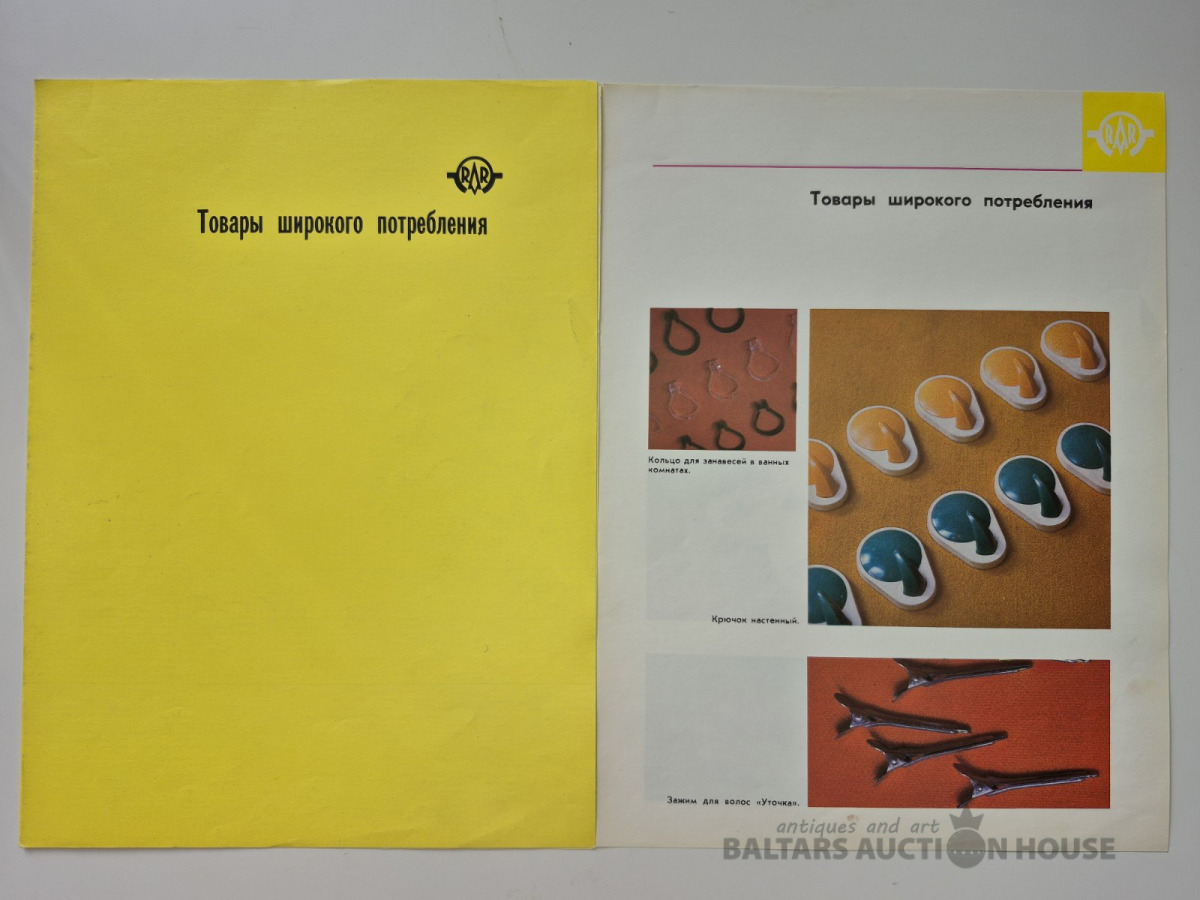 RAR
Товары широкого потребления
RAR
Товары широкого потребления
Кольцо для занавесей в ванных
комнатах.
Крючок настенный.
Зажим для волос «Уточка».
antiques and art
BALTARS AUCTION HOUSE